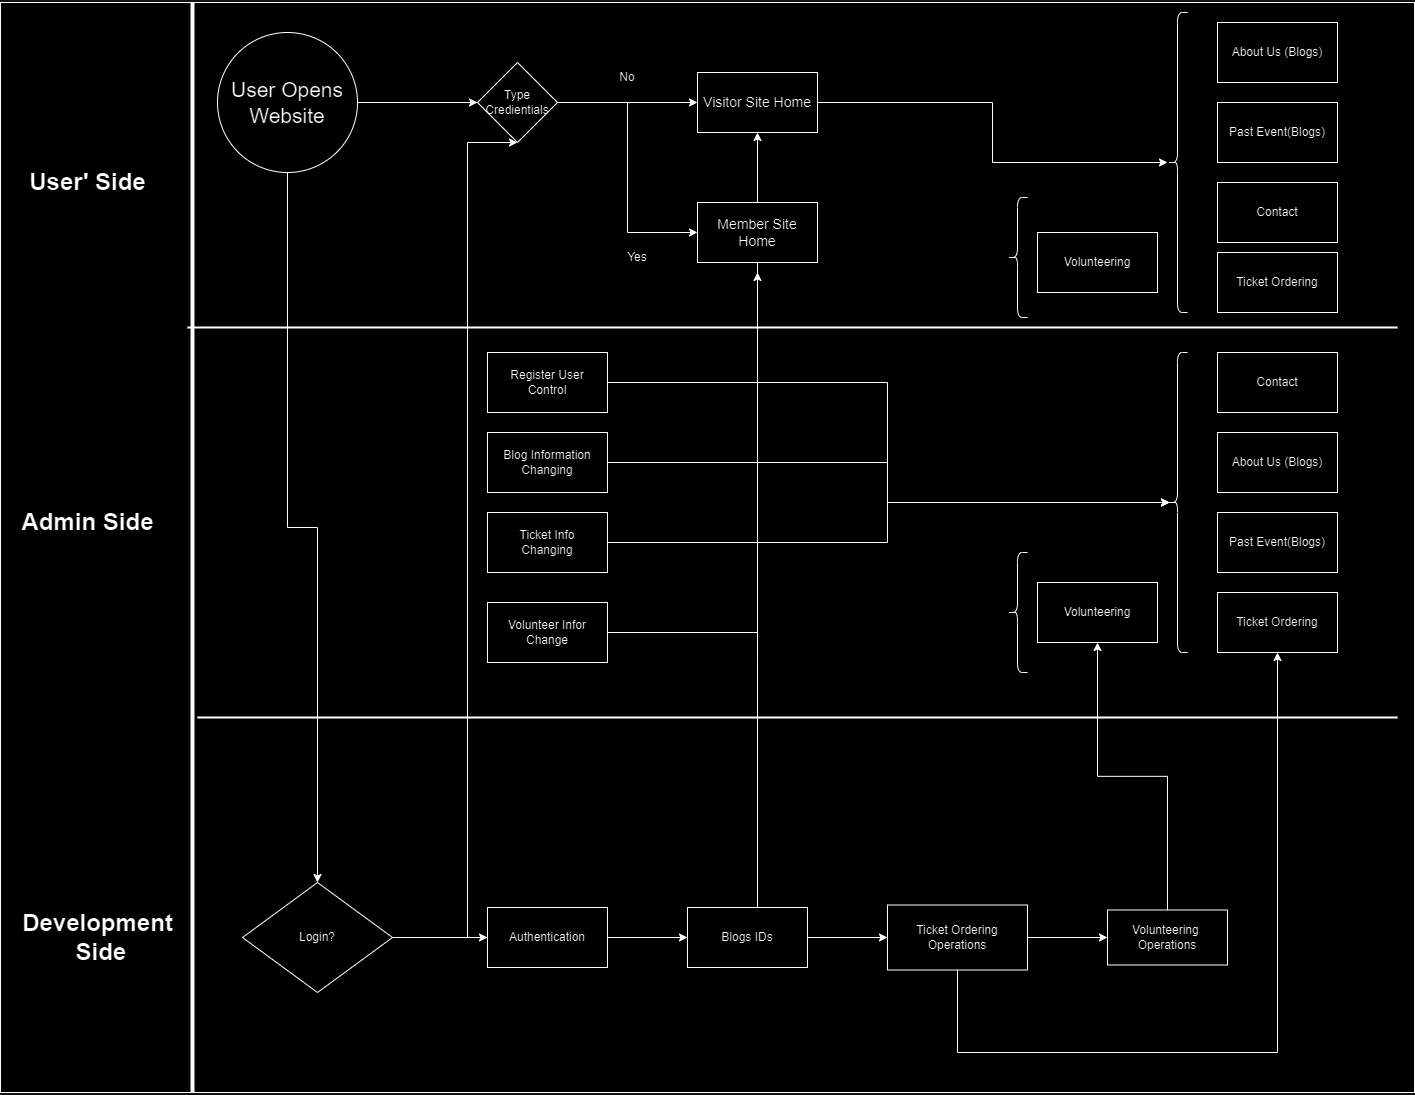 User' Side
User Opens
Website
Type
Credientials
No
Yes
Visitor Site Home
Member Site
Home
Volunteering
About Us (Blogs)
Past Event(Blogs)
Contact
Ticket Ordering
Admin Side
Register User
Control
Blog Information
Changing
Ticket Info
Changing
Volunteer Infor
Change
Volunteering
Contact
About Us (Blogs)
Past Event(Blogs)
Ticket Ordering
Development
Side
Login?
Authentication
Blogs IDs
Ticket Ordering
Operations
Volunteering
Operations